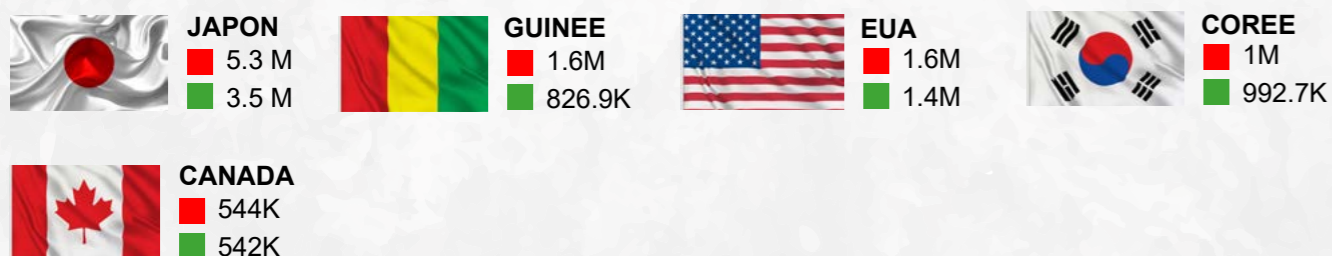 JAPON
5.3 M
3.5 M
GUINEE
1.6M
826.9K
EUA
1.6M
1.4M
COREE
1M
992.7K
CANADA
544K
542K